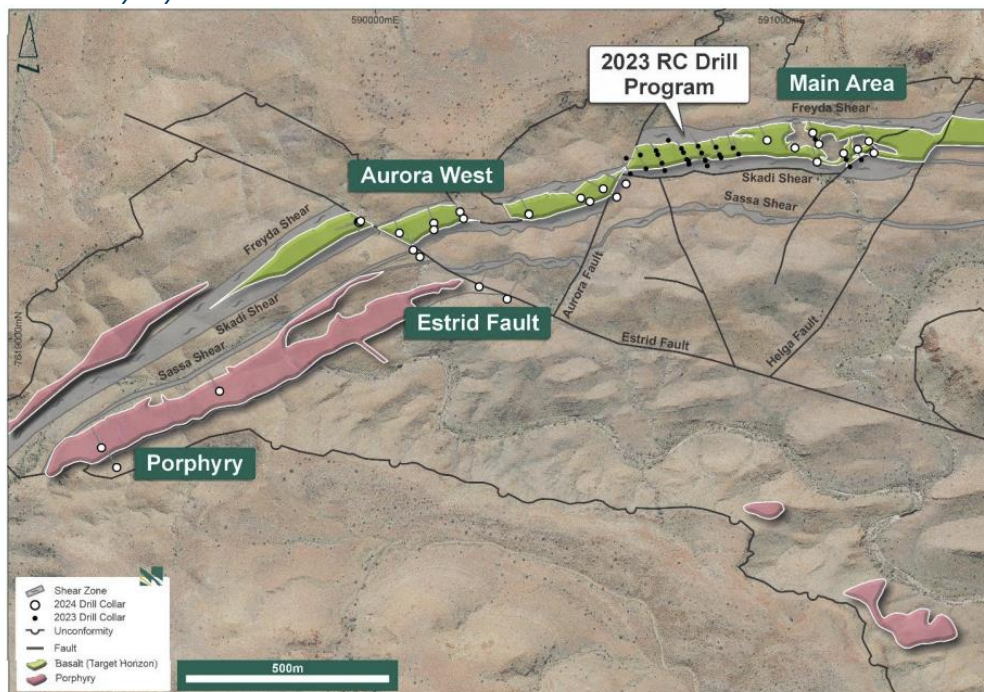 590000mE
591000mE
2023 RC Drill
Program
Main Area
Freyda Shear
Aurora West
Skadi Shear
Sassa Shear
Freyda Shear
Aurora Fault
Skadi Shear
Estrid Fault
Estrid Fault
Helga Fault
Sassa Shear
Porphyry
Shear Zone
2024 Drill Collar
2023 Drill Collar
Unconformity
Fault
Basalt (Target Horizon)
Porphyry
500m